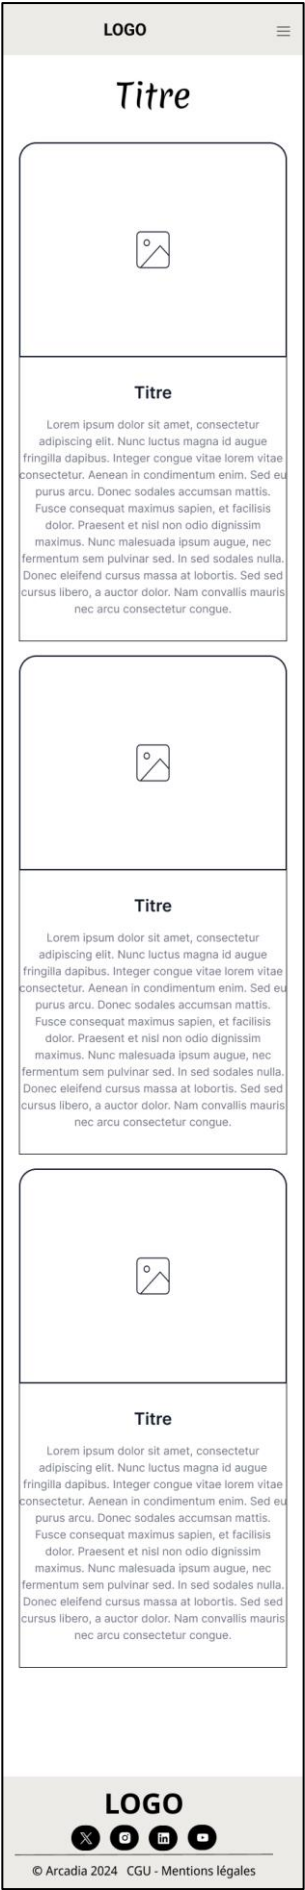 LOGO
Titre
Titre
Lorem ipsum dolor sit amet, consectetur
adipiscing elit. Nunc luctus magna id augue
fringilla dapibus. Integer congue vitae lorem vitae
consectetur. Aenean in condimentum enim. Sed eu
purus arcu. Donec sodales accumsan mattis.
Fusce consequat maximus sapien, et facilisis
dolor. Praesent et nisl non odio dignissim
maximus. Nunc malesuada ipsum augue, nec
fermentum sem pulvinar sed. In sed sodales nulla.
Donec eleifend cursus massa at lobortis. Sed sed
cursus libero, a auctor dolor. Nam convallis mauris
nec arcu consectetur congue.
Titre
Lorem ipsum dolor sit amet, consectetur
adipiscing elit. Nunc luctus magna id augue
fringilla dapibus. Integer congue vitae lorem vitae
consectetur. Aenean in condimentum enim. Sed eu
purus arcu. Donec sodales accumsan mattis.
Fusce consequat maximus sapien, et facilisis
dolor. Praesent et nisl non odio dignissim
maximus. Nunc malesuada ipsum augue, nec
fermentum sem pulvinar sed. In sed sodales nulla.
Donec eleifend cursus massa at lobortis. Sed sed
cursus libero, a auctor dolor. Nam convallis mauris
nec arcu consectetur congue.
Titre
Lorem ipsum dolor sit amet, consectetur
adipiscing elit. Nunc luctus magna id augue
fringilla dapibus. Integer congue vitae lorem vitae
consectetur. Aenean in condimentum enim. Sed eu
purus arcu. Donec sodales accumsan mattis.
Fusce consequat maximus sapien, et facilisis
dolor. Praesent et nisl non odio dignissim
maximus. Nunc malesuada ipsum augue, nec
fermentum sem pulvinar sed. In sed sodales nulla.
Donec eleifend cursus massa at lobortis. Sed sed
cursus libero, a auctor dolor. Nam convallis mauris
nec arcu consectetur congue.
LOGO
© Arcadia 2024 CGU - Mentions légales